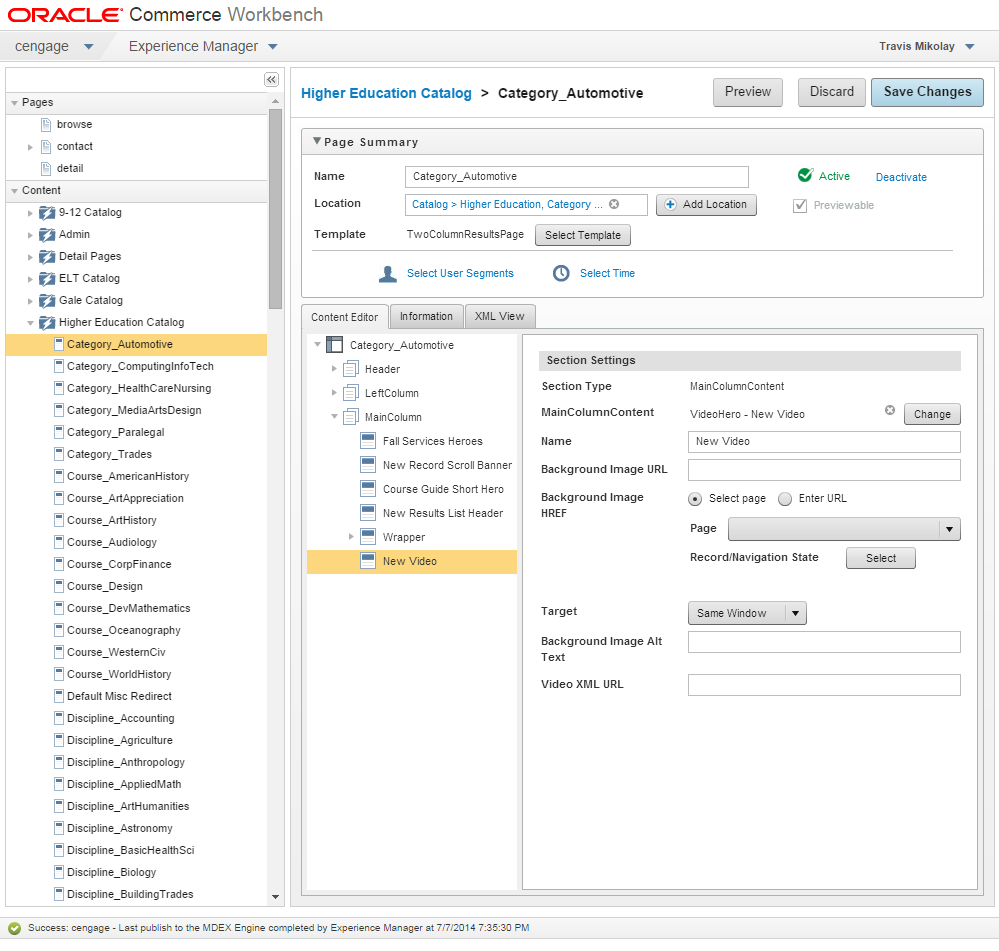 ORACLE Commerce Workbench
cengage Experience Manager Travis Mikolay
Pages
browse
contact
detail
Content
9-12 Catalog
Admin
Detail Pages
ELT Catalog
Gale Catalog
Higher Education Catalog
Category_Automotive
Category_ComputingInfoTech
Category_HealthCareNursing
Category_MediaArtsDesign
Category_Paralegal
Category_Trades
Course_AmericanHistory
Course_ArtAppreciation
Course_ArtHistory
Course_Audiology
Course_CorpFinance
Course_Design
Course_DevMathematics
Course_Oceanography
Course_WesternCiv
Course_WorldHistory
Default Misc Redirect
Discipline_Accounting
Discipline_Agriculture
Discipline_Anthropology
Discipline_AppliedMath
Discipline_ArtHumanities
Discipline_Astronomy
Discipline_BasicHealthSci
Discipline_Biology
Discipline_BuildingTrades
Higher Education Catalog > Category_Automotive
Preview Discard Save Changes
Page Summary
Name Category_Automotive Active Deactivate
Location Catalog > Higher Education, Category ... Add Location Previewable
Template TwoColumnResultsPage Select Template
Select User Segments Select Time
Content Editor Information XML View
Category_Automotive
Header
LeftColumn
MainColumn
Fall Services Heroes
New Record Scroll Banner
Course Guide Short Hero
New Results List Header
Wrapper
New Video
Section Settings
Section Type MainColumnContent
MainColumnContent VideoHero - New Video Change
Name New Video
Background Image URL
Background Image HREF Select page Enter URL
Page
Record/Navigation State Select
Target Same Window
Background Image Alt Text
Video XML URL
Success: cengage - Last publish to the MDEX Engine completed by Experience Manager at 7/7/2014 7:35:30 PM